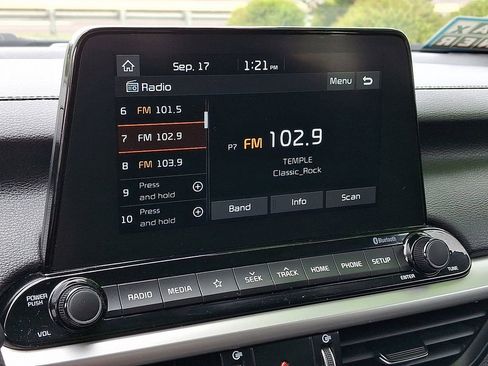 Sep. 17 1:21 PM
Radio Menu
6 FM 101.5
7 FM 102.9
8 FM 103.9
9 Press and hold
10 Press and hold
P7 FM 102.9
TEMPLE
Classic_Rock
Band Info Scan
Bluetooth
POWER
PUSH
VOL
RADIO MEDIA SEEK TRACK HOME PHONE SETUP
ENTER
TUNE